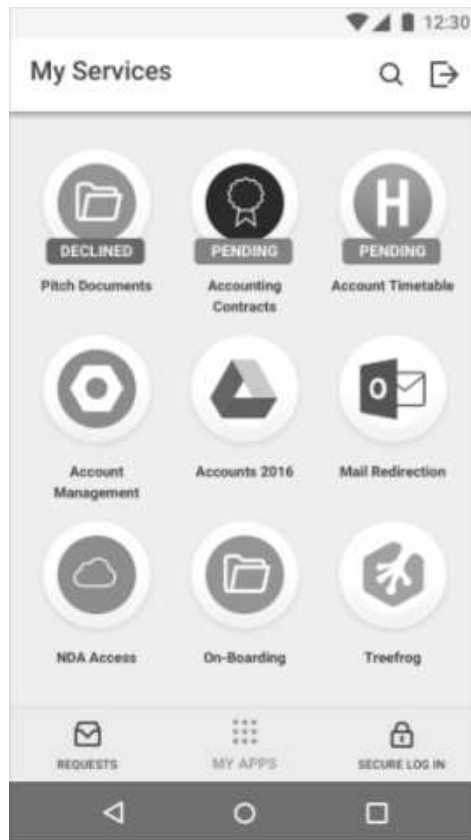 12:30
My Services
DECLINED
PENDING
PENDING
Pitch Documents
Accounting
Contracts
Account Timetable
Account
Management
Accounts 2016
Mail Redirection
NDA Access
On-Boarding
Treefrog
REQUESTS
MY APPS
SECURE LOG IN